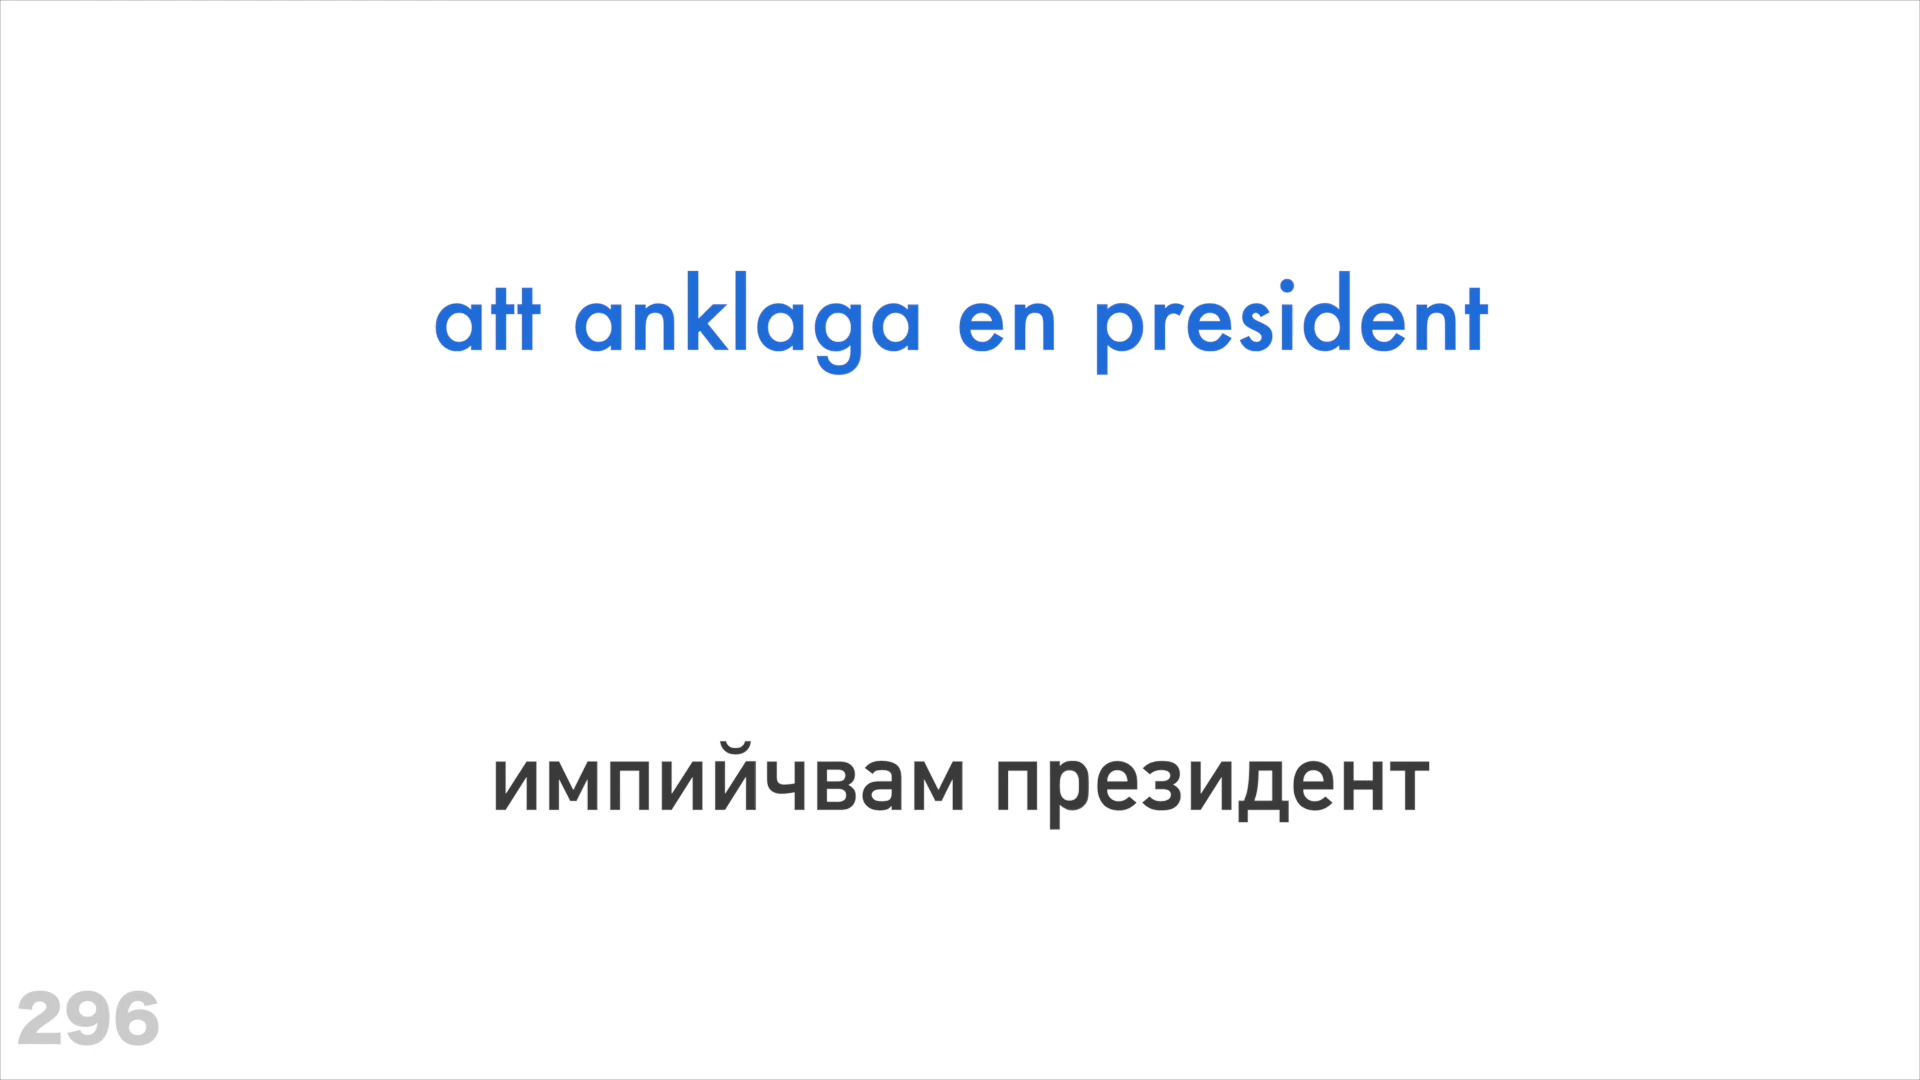 att anklaga en president
импийчвам президент
296